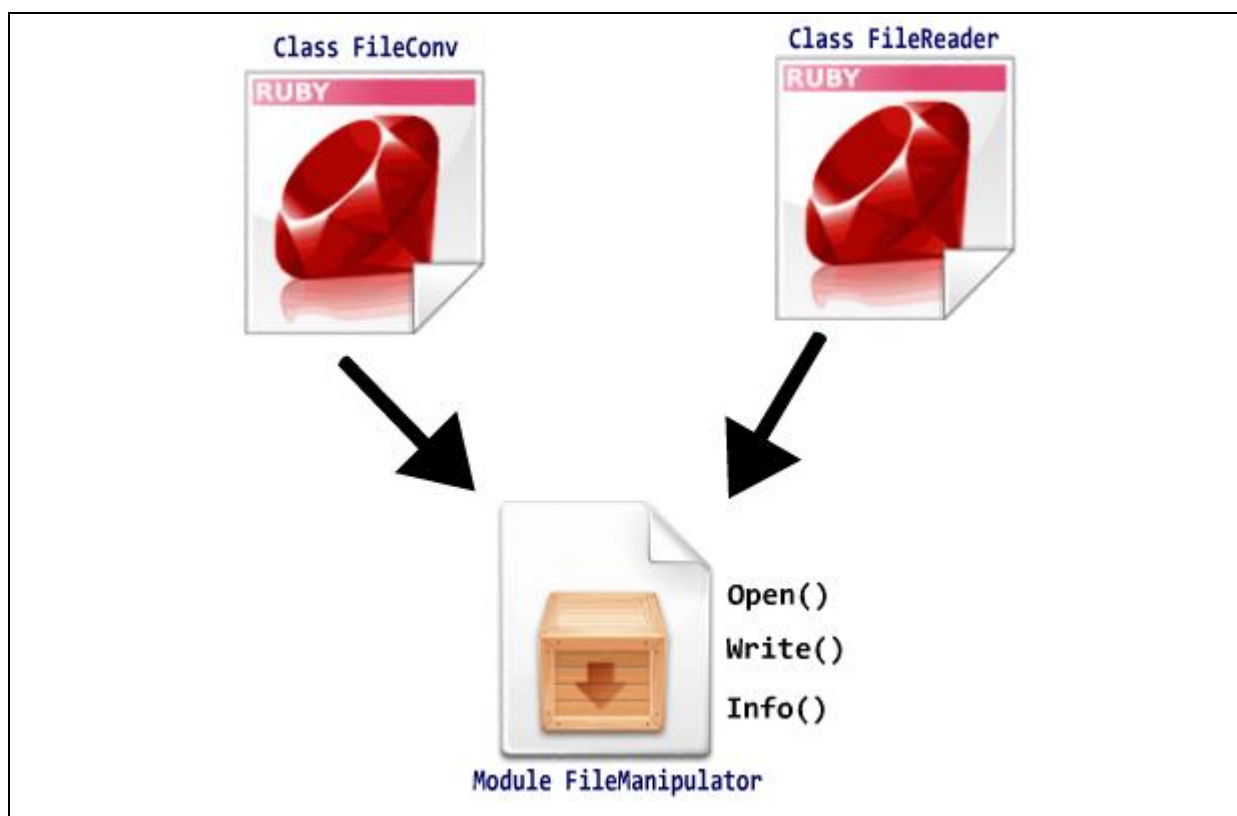 Class FileConv
Class FileReader
RUBY
RUBY
Open()
Write()
Info()
Module FileManipulator